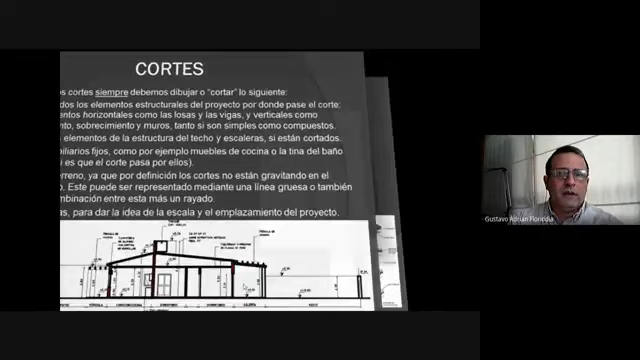 CORTES
os cortes siempre debemos dibujar o "cortar" lo siguiente:
dos los elementos estructurales del proyecto por donde pase el corte;
entos horizontales como las losas y las vigas, y verticales como
nto, sobrecimiento y muros, tanto si son simples como compuestos.
s elementos de la estructura del techo y escaleras, si están cortados.
biliarios fijos, como por ejemplo muebles de cocina o la tina del baño
i es que el corte pasa por ellos).
erreno, ya que por definición los cortes no están gravitando en el
o. Este puede ser representado mediante una línea gruesa o también
ombinación entre esta más un rayado.
as, para dar la idea de la escala y el emplazamiento del proyecto.
Gustavo Adrian Floriddia